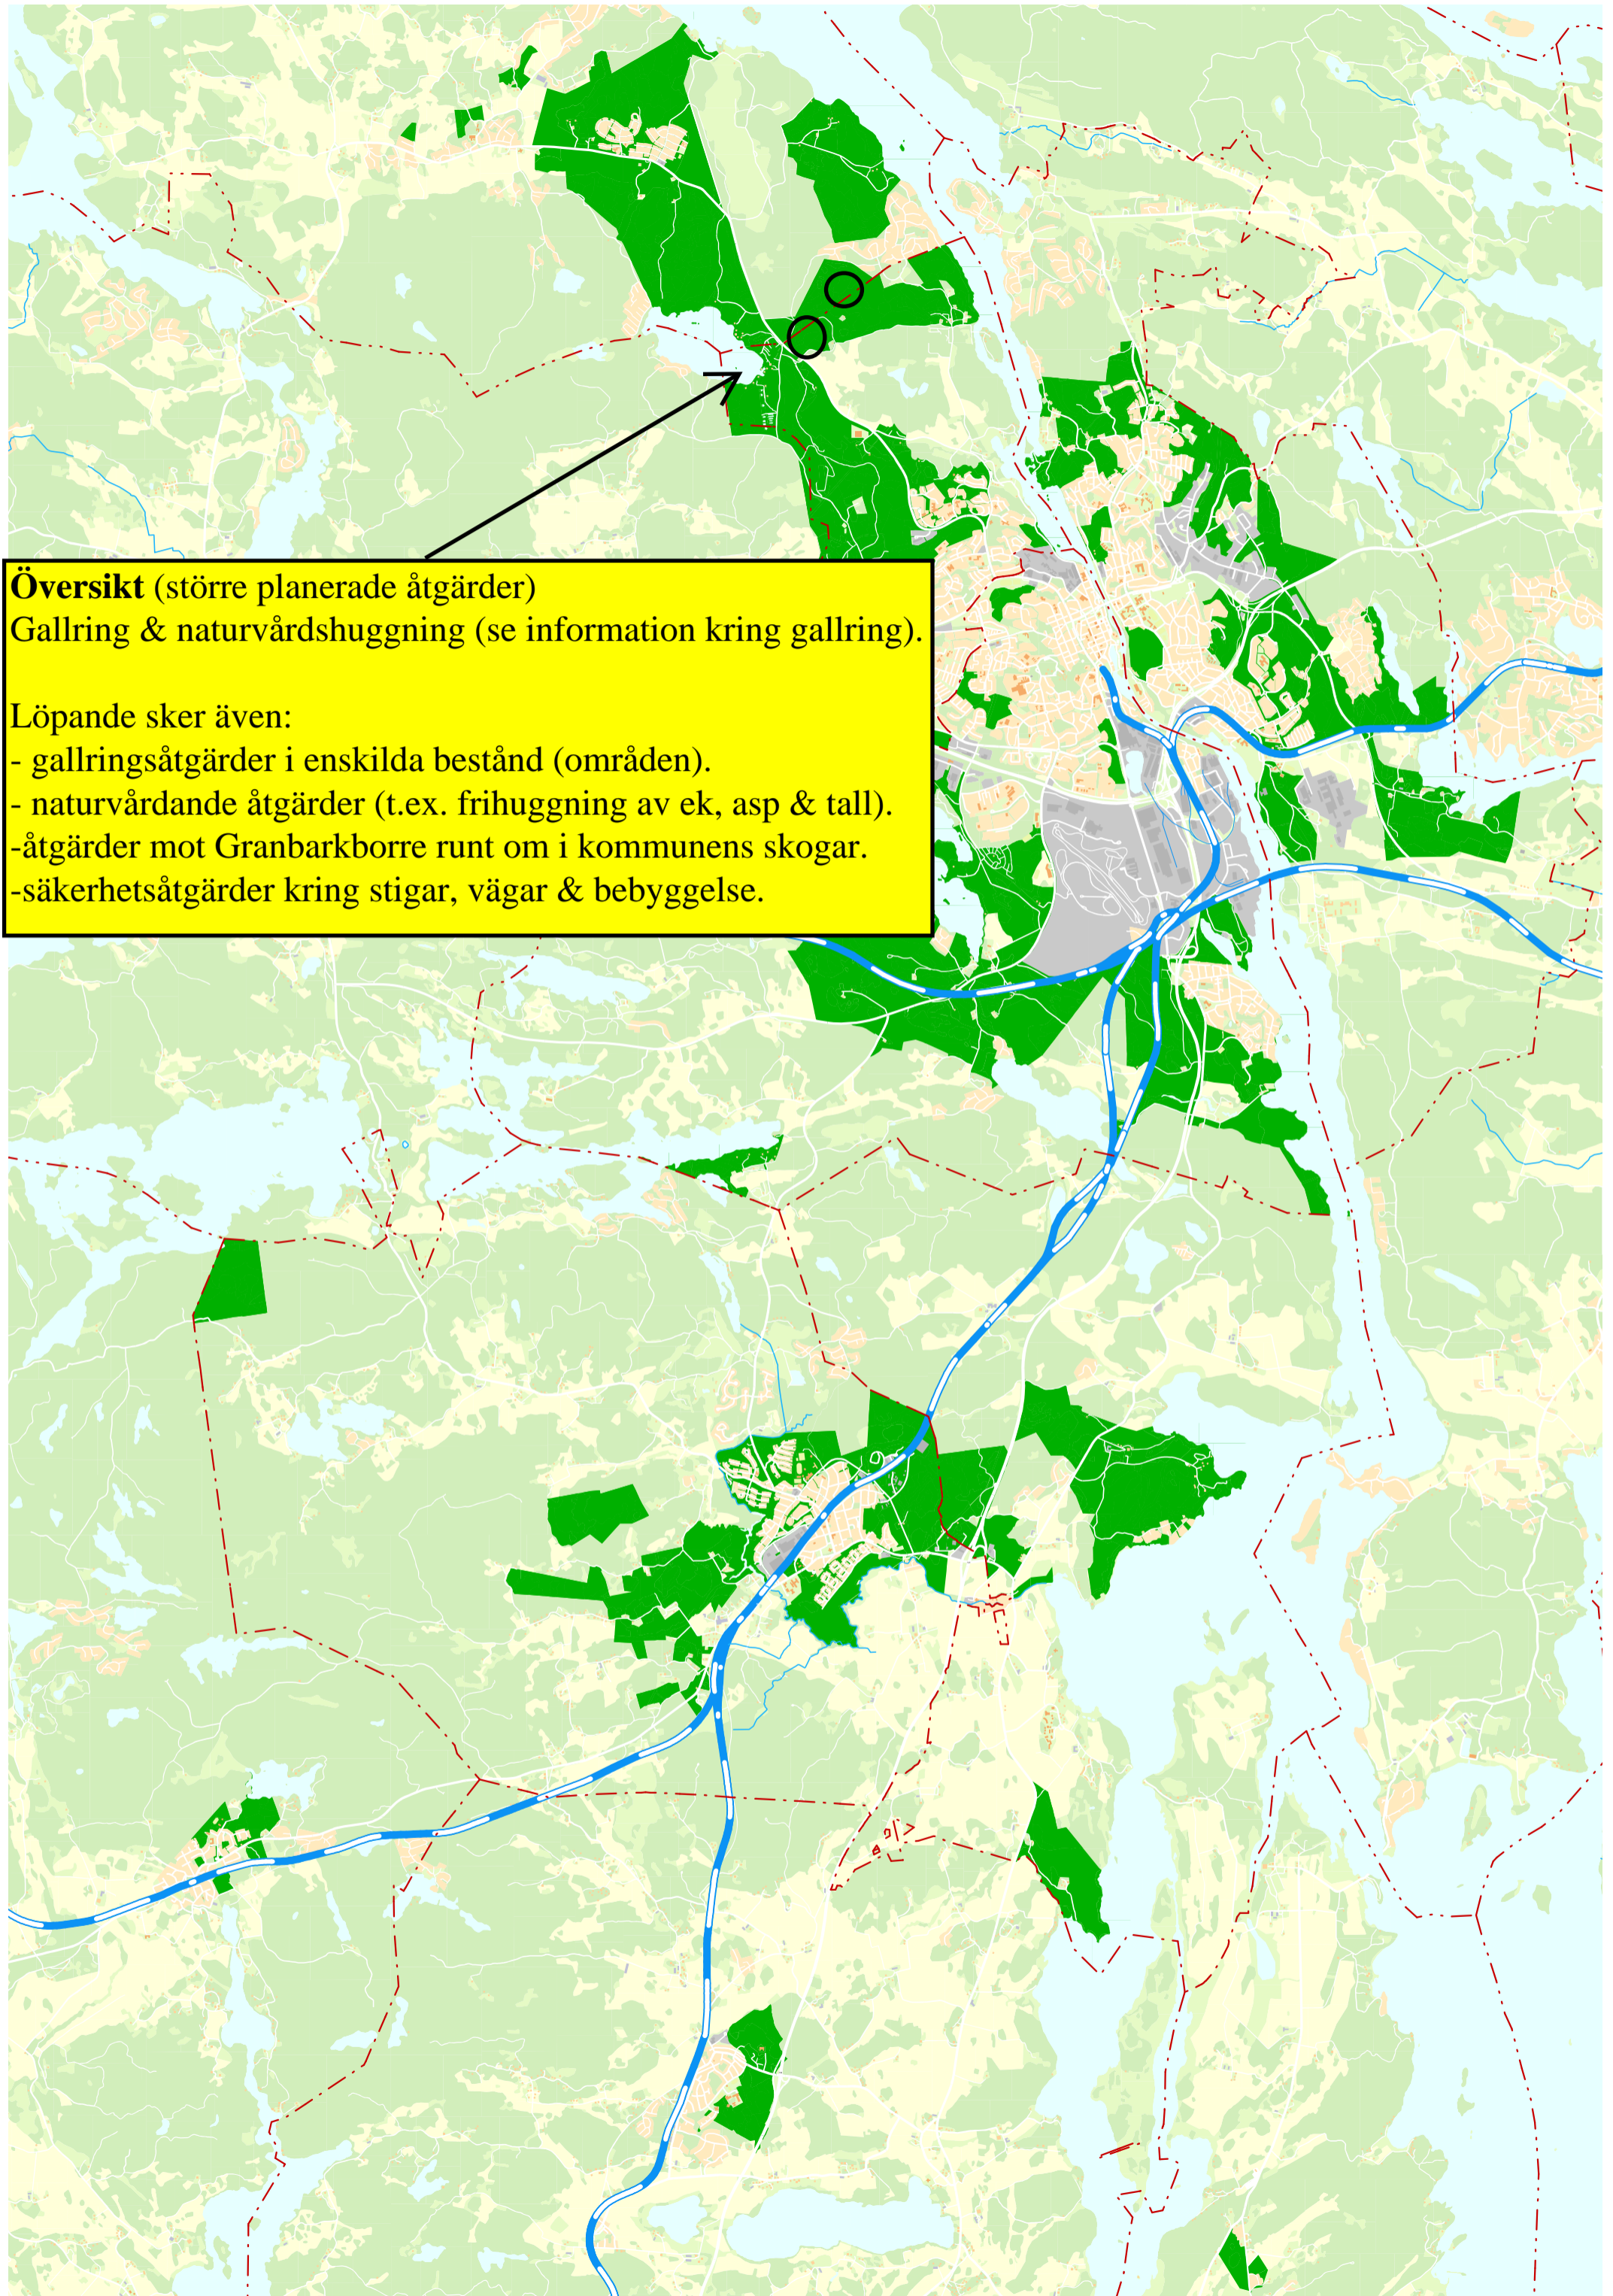 Översikt (större planerade åtgärder)
Gallring & naturvårdshuggning (se information kring gallring).
Löpande sker även:
- gallringsåtgärder i enskilda bestånd (områden).
- naturvårdande åtgärder (t.ex. frihuggning av ek, asp & tall).
-åtgärder mot Granbarkborre runt om i kommunens skogar.
-säkerhetsåtgärder kring stigar, vägar & bebyggelse.